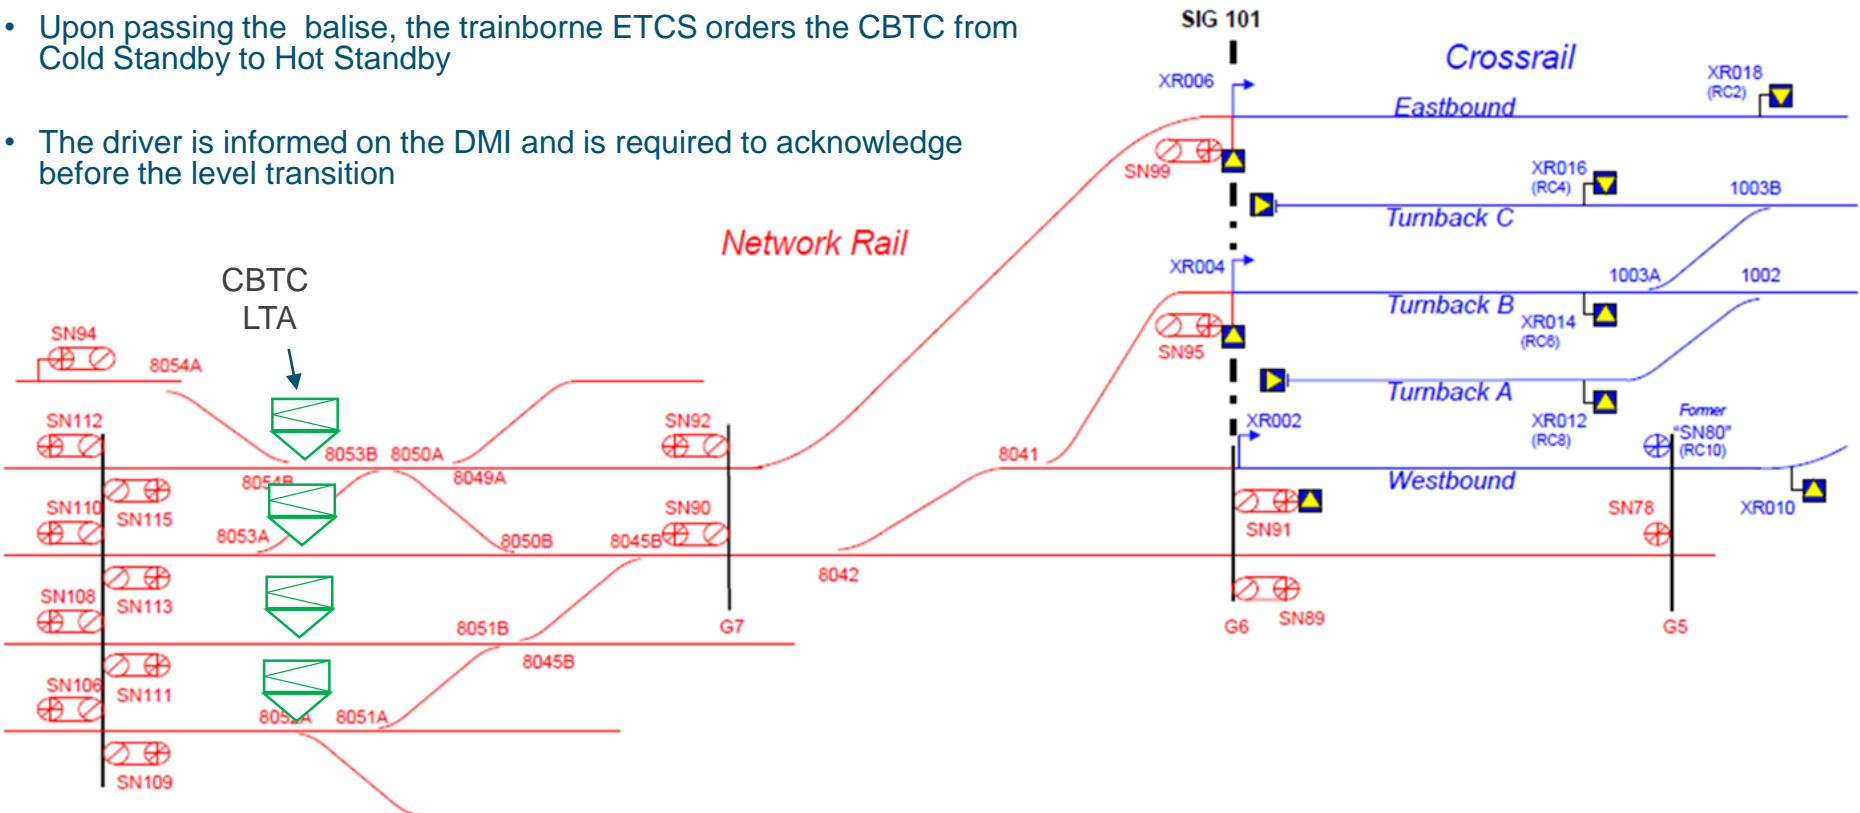 • Upon passing the  balise, the trainborne ETCS orders the CBTC from
Cold Standby to Hot Standby
• The driver is informed on the DMI and is required to acknowledge
before the level transition
SIG 101
Crossrail
XR006
XR018
(RC2)
Eastbound
SN99
XR016
(RC4)
1003B
Turnback C
Network Rail
XR004
1003A
1002
CBTC
LTA
Turnback B
XR014
(RC6)
SN95
SN94
8054A
Turnback A
XR012
(RC8)
Former
"SN80"
(RC10)
XR002
SN112
SN92
8053B
8050A
8041
8054B
8049A
Westbound
SN110
SN115
SN90
SN91
SN78
XR010
8053A
8050B
8045B
8042
SN108
SN113
SN89
8051B
G7
G6
G5
8045B
SN106
SN111
8052A
8051A
SN109